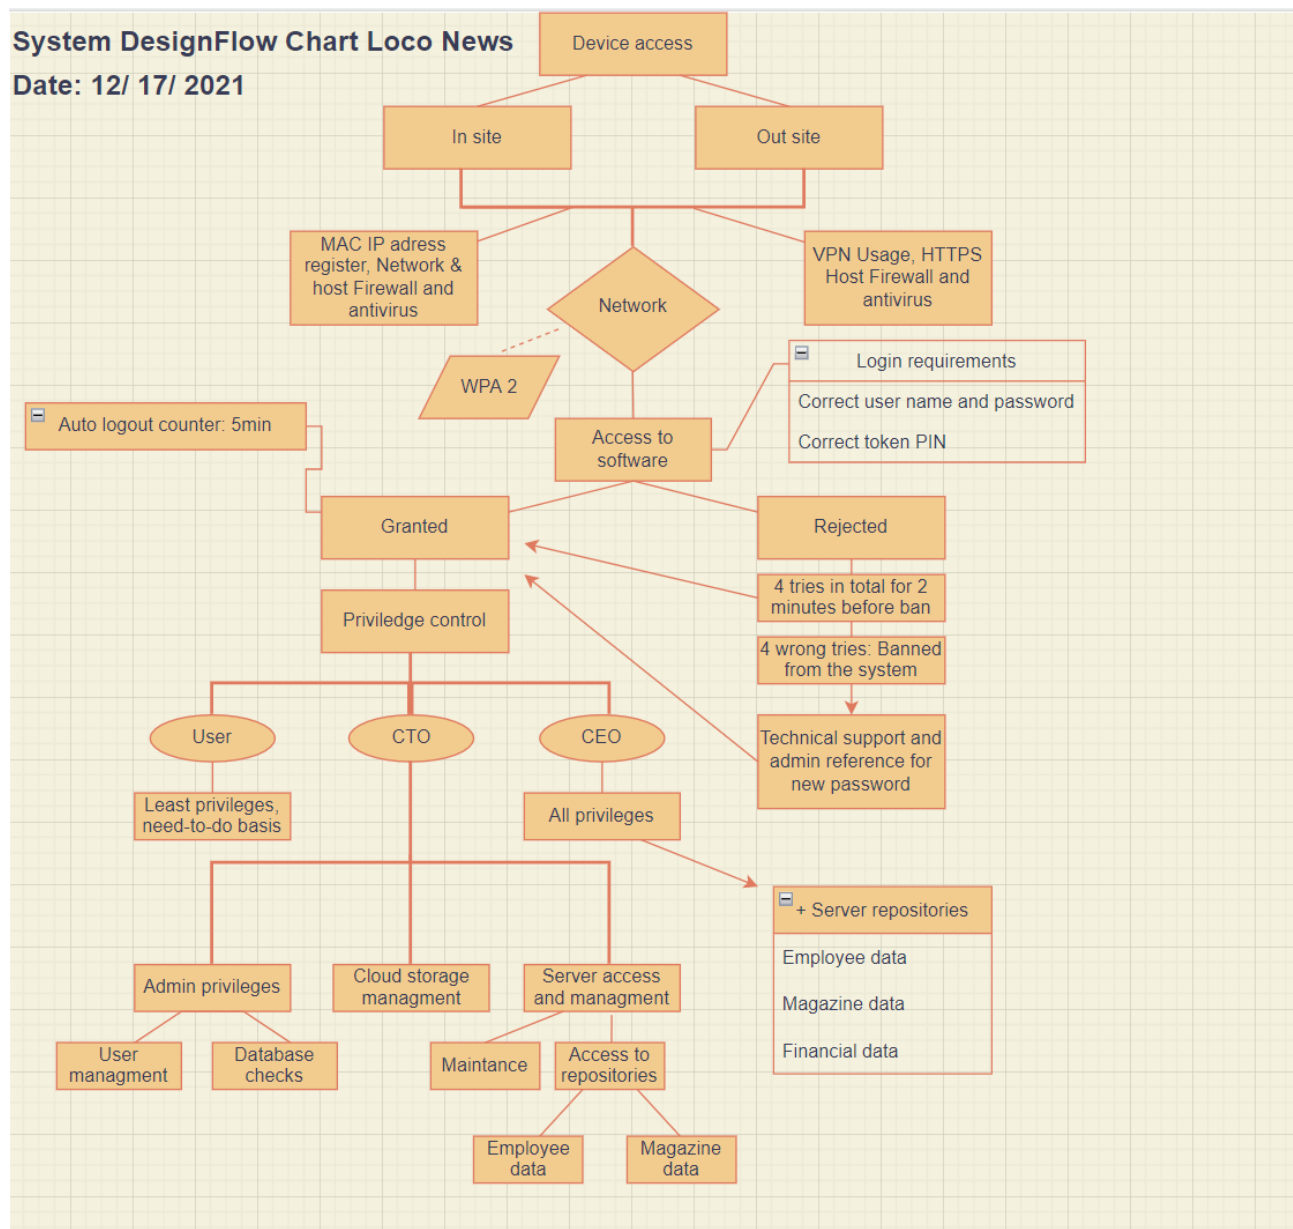 System DesignFlow Chart Loco News
Date: 12/ 17/ 2021
Device access
In site
Out site
MAC IP adress
register, Network &
host Firewall and
antivirus
Network
VPN Usage, HTTPS
Host Firewall and
antivirus
WPA 2
Login requirements
Correct user name and password
Correct token PIN
Auto logout counter: 5min
Access to
software
Granted
Rejected
4 tries in total for 2
minutes before ban
Priviledge control
4 wrong tries: Banned
from the system
User
CTO
CEO
Technical support and
admin reference for
new password
Least privileges,
need-to-do basis
All privileges
+ Server repositories
Employee data
Magazine data
Financial data
Admin privileges
Cloud storage
managment
Server access
and managment
User
managment
Database
checks
Maintance
Access to
repositories
Employee
data
Magazine
data